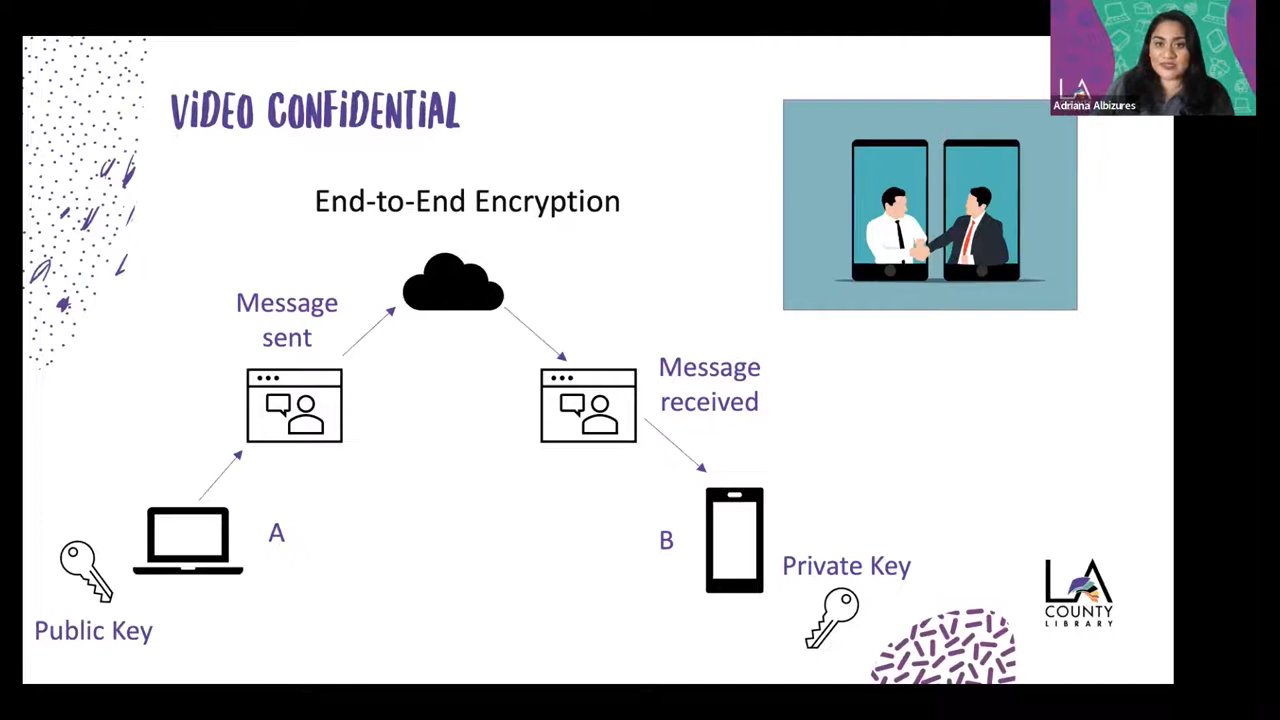 ViDEO CONFiDENTiAL
End-to-End Encryption
Message
sent
Message
received
A
B
Public Key
Private Key
LA
COUNTY
LIBRARY
LA
Adriana Albizures